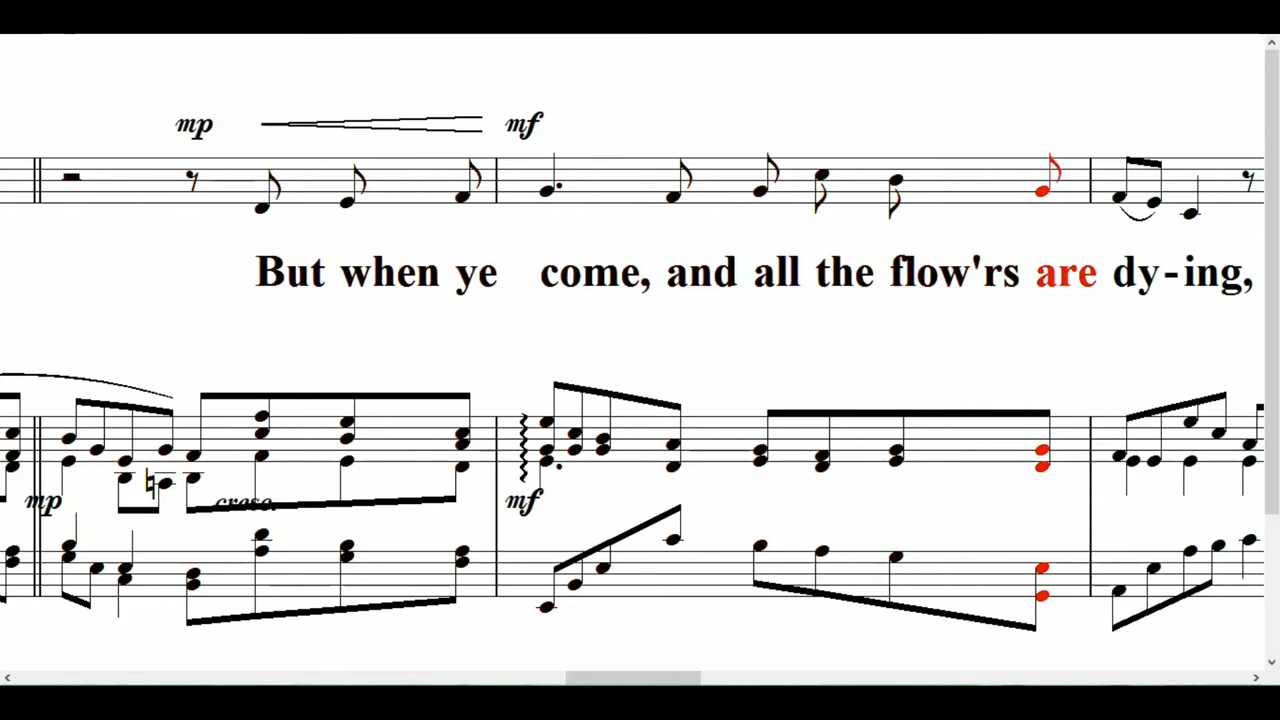 mp mf
But when ye come, and all the flow'rs are dy-ing,
mp cresc. mf